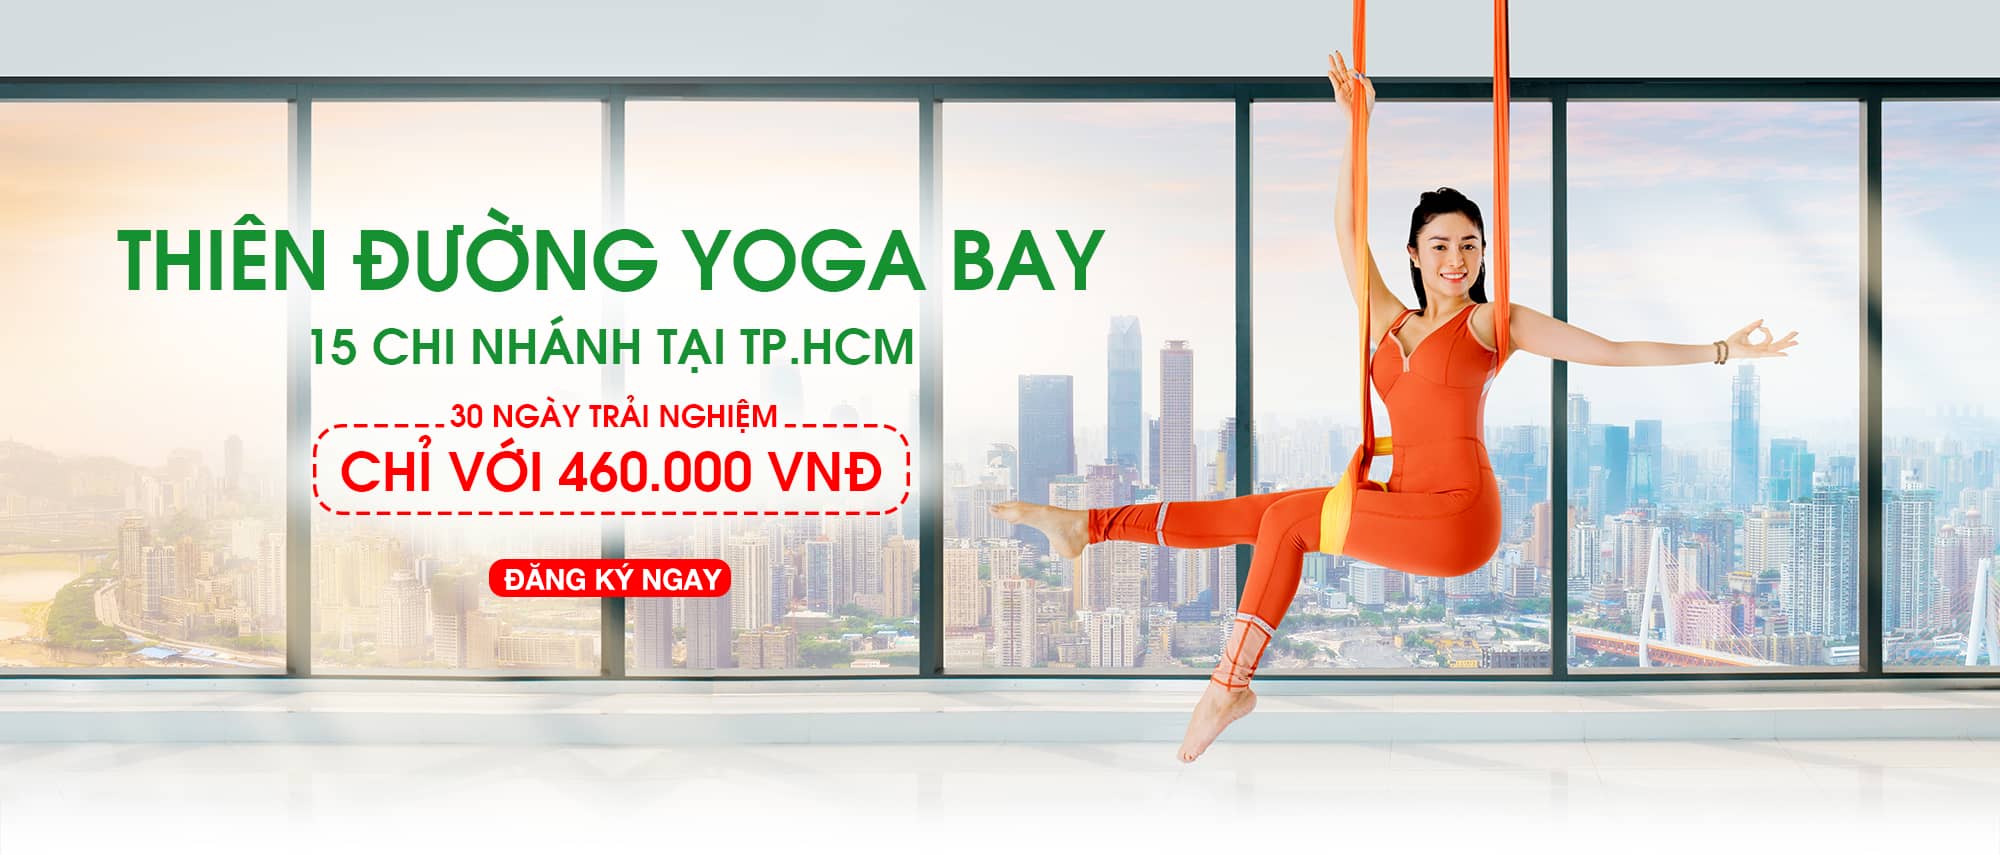 THIÊN ĐƯỜNG YOGA BAY
15 CHI NHÁNH TẠI TP.HCM
30 NGÀY TRẢI NGHIỆM
CHỈ VỚI 460.000 VNĐ
ĐĂNG KÝ NGAY